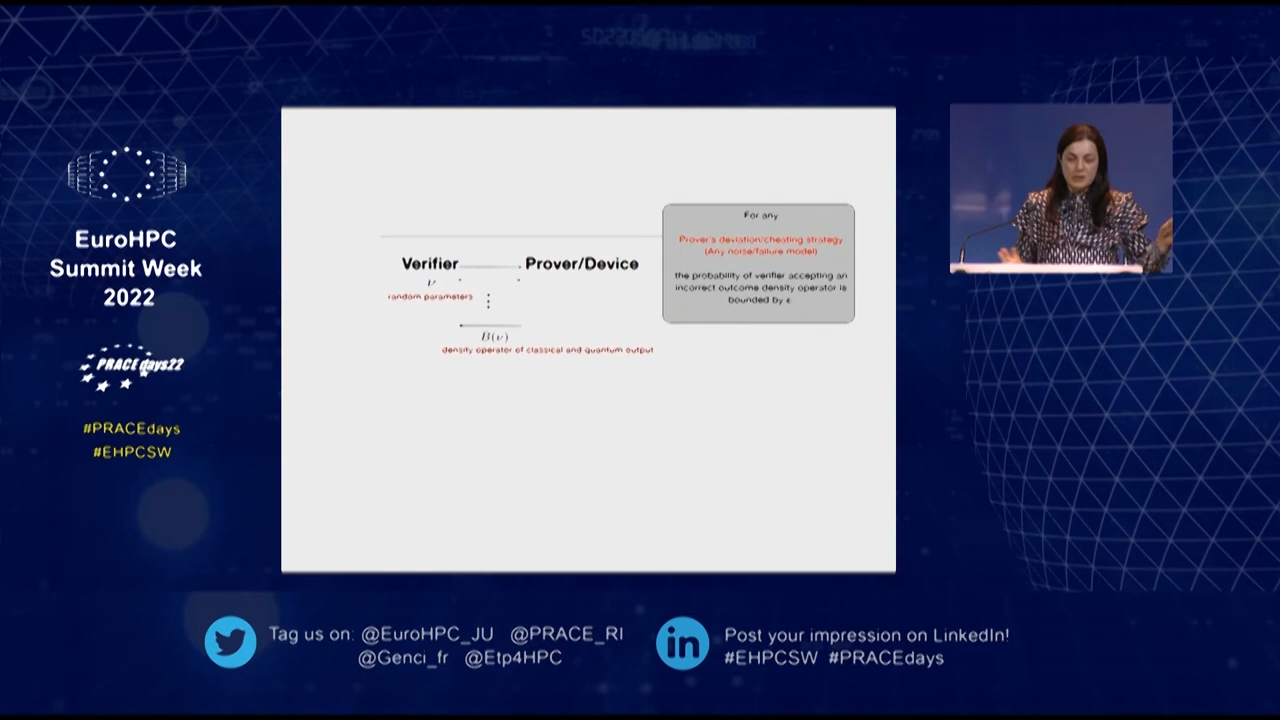 EuroHPC
Summit Week
2022
PRACEdays22
#PRACEdays
#EHPCSW
Verifier
Prover/Device
ν
random parameters
B(ν)
density operator of classical and quantum output
For any
Prover's deviation/cheating strategy
(Any noise/failure model)
the probability of verifier accepting an
incorrect outcome density operator is
bounded by ϵ
Tag us on: @EuroHPC_JU @PRACE_RI
@Genci_fr @Etp4HPC
in
Post your impression on LinkedIn!
#EHPCSW #PRACEdays